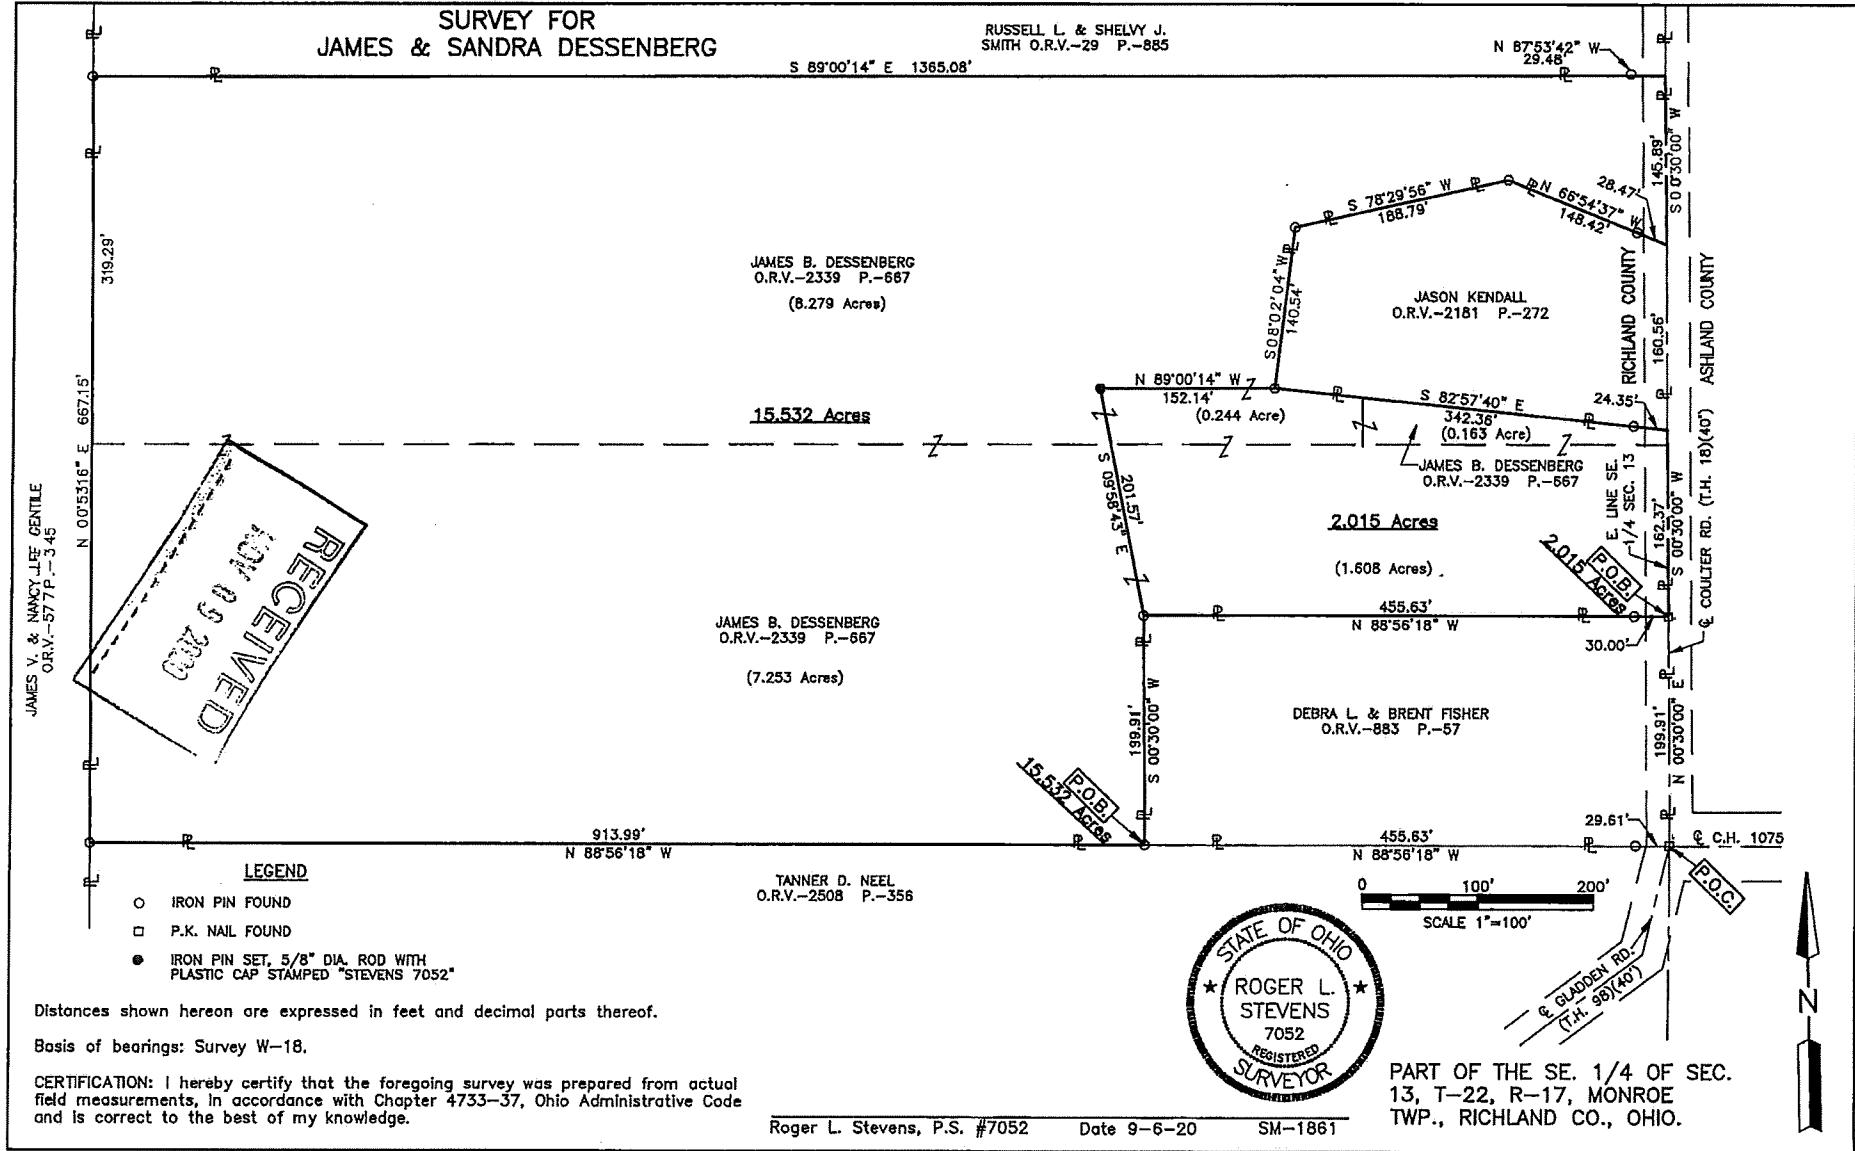 SURVEY FOR
JAMES & SANDRA DESSENBERG
RUSSELL L. & SHELVY J.
SMITH O.R.V.-29 P.-885
N 87°53'42" W
29.48'
S 89°00'14" E 1365.08'
145.89'
S 00°30'00" W
28.47'
N 66°54'37" W
148.42'
S 78°29'56" W
188.79'
319.29'
JAMES B. DESSENBERG
O.R.V.-2339 P.-667
(8.279 Acres)
S 08°02'04" W
140.54'
JASON KENDALL
O.R.V.-2181 P.-272
RICHLAND COUNTY
160.56'
ASHLAND COUNTY
N 89°00'14" W
152.14'
(0.244 Acre)
S 82°57'40" E
342.36'
(0.163 Acre)
24.35'
15.532 Acres
N 00°53'16" E 667.15'
JAMES B. DESSENBERG
O.R.V.-2339 P.-667
S 09°58'43" E
201.57'
2.015 Acres
(1.608 Acres)
E. LINE SE.
1/4 SEC. 13
162.37'
S 00°30'00" W
℄ COULTER RD. (T.H. 18)(40')
P.O.B.
2.015 Acres
JAMES V. & NANCY LEE GENTILE
O.R.V.-577 P.-345
RECEIVED
NOV 09 2020
455.63'
N 88°56'18" W
30.00'
JAMES B. DESSENBERG
O.R.V.-2339 P.-667
(7.253 Acres)
199.91'
S 00°30'00" W
DEBRA L. & BRENT FISHER
O.R.V.-883 P.-57
199.91'
N 00°30'00" E
P.O.B.
15.532 Acres
913.99'
N 88°56'18" W
455.63'
N 88°56'18" W
29.61'
℄ C.H. 1075
P.O.C.
TANNER D. NEEL
O.R.V.-2508 P.-356
0 100' 200'
SCALE 1"=100'
℄ GLADDEN RD.
(T.H. 98)(40')
LEGEND
IRON PIN FOUND
P.K. NAIL FOUND
IRON PIN SET, 5/8" DIA. ROD WITH
PLASTIC CAP STAMPED "STEVENS 7052"
Distances shown hereon are expressed in feet and decimal parts thereof.
Basis of bearings: Survey W-18.
CERTIFICATION: I hereby certify that the foregoing survey was prepared from actual
field measurements, in accordance with Chapter 4733-37, Ohio Administrative Code
and is correct to the best of my knowledge.
STATE OF OHIO
ROGER L.
STEVENS
7052
REGISTERED
SURVEYOR
Roger L. Stevens, P.S. #7052 Date 9-6-20 SM-1861
PART OF THE SE. 1/4 OF SEC.
13, T-22, R-17, MONROE
TWP., RICHLAND CO., OHIO.
N